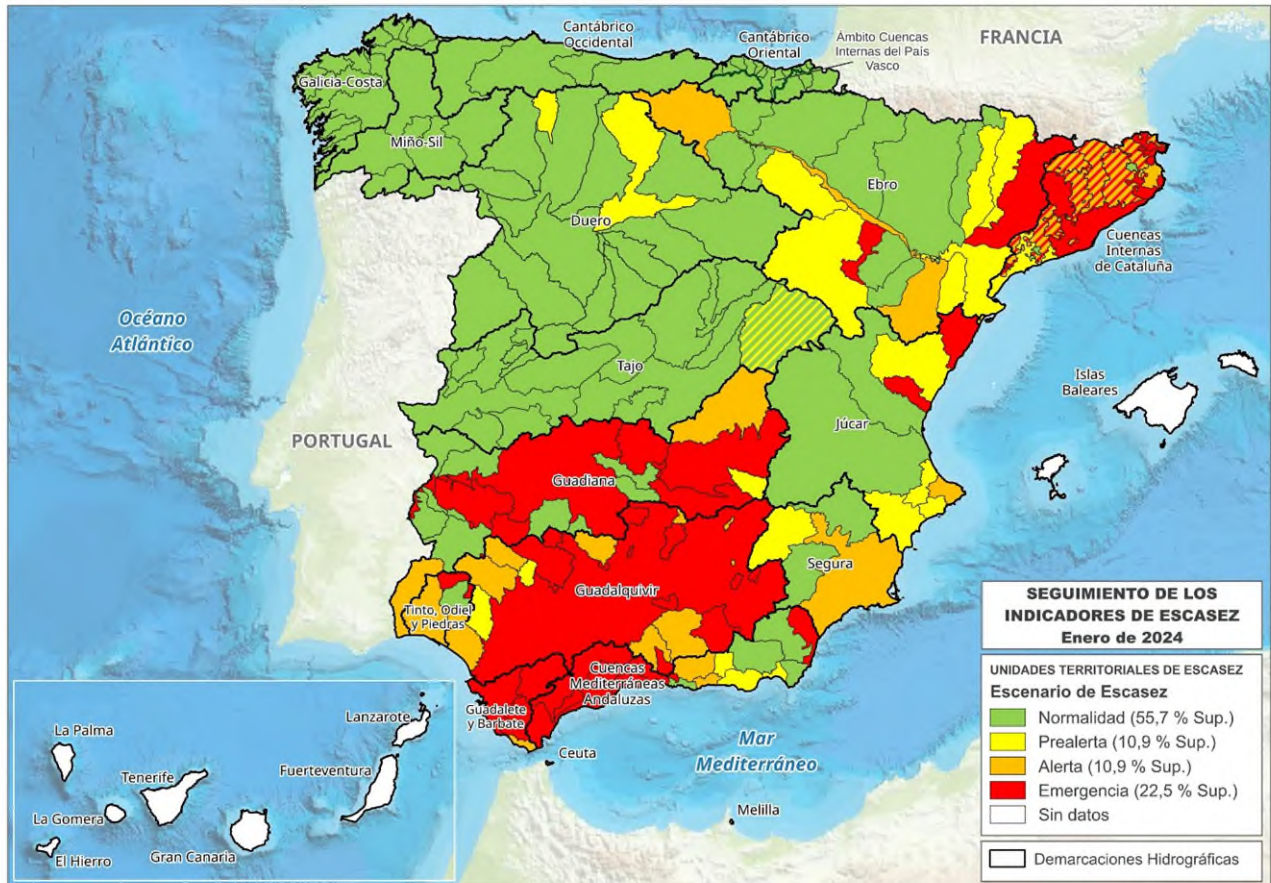 Cantábrico
Occidental
Cantábrico
Oriental
Ámbito Cuencas
Internas del País
Vasco
FRANCIA
Galicia-Costa
Miño-Sil
Ebro
Duero
Cuencas
Internas
de Cataluña
Océano
Atlántico
Tajo
Islas
Baleares
PORTUGAL
Júcar
Guadiana
Segura
Guadalquivir
Tinto, Odiel
y Piedras
Cuencas
Mediterráneas
Andaluzas
Guadalete
y Barbate
Ceuta
Mar
Mediterráneo
Melilla
La Palma
Lanzarote
Tenerife
Fuerteventura
La Gomera
El Hierro
Gran Canaria
SEGUIMIENTO DE LOS
INDICADORES DE ESCASEZ
Enero de 2024
UNIDADES TERRITORIALES DE ESCASEZ
Escenario de Escasez
Normalidad (55,7 % Sup.)
Prealerta (10,9 % Sup.)
Alerta (10,9 % Sup.)
Emergencia (22,5 % Sup.)
Sin datos
Demarcaciones Hidrográficas